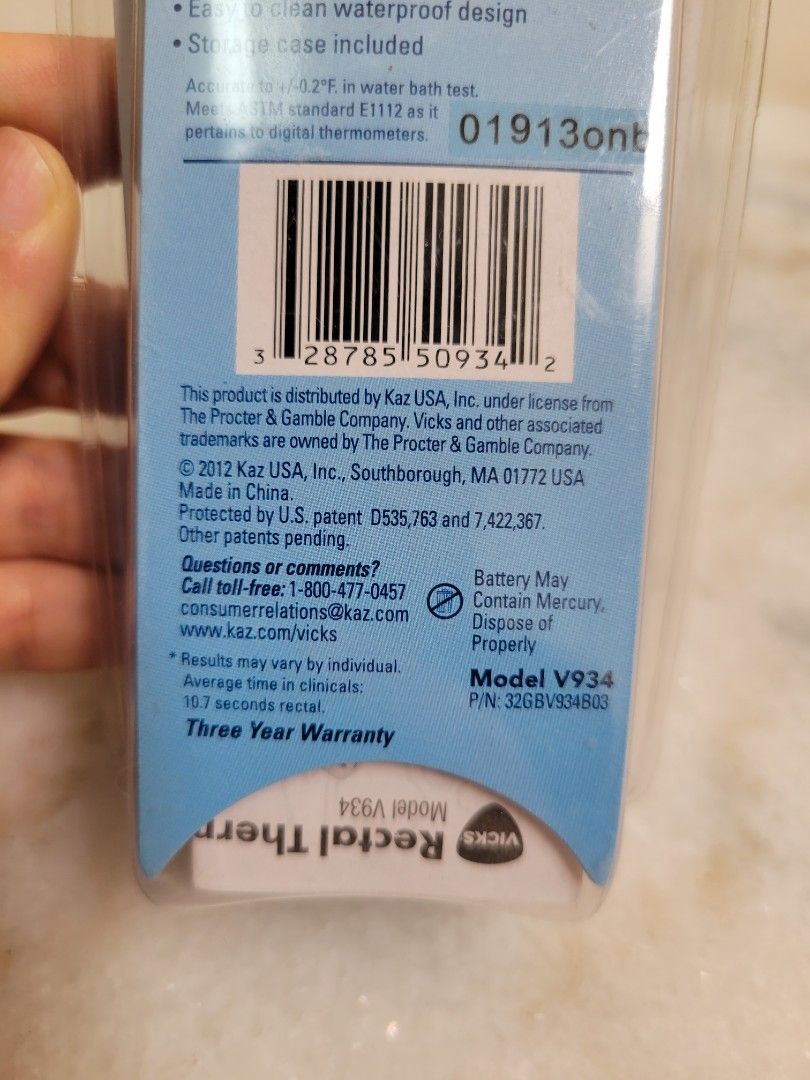 • Easy to clean waterproof design
• Storage case included
Accurate to +/-0.2°F. in water bath test.
Meets ASTM standard E1112 as it
pertains to digital thermometers.
01913onb
3 28785 50934 2
This product is distributed by Kaz USA, Inc. under license from
The Procter & Gamble Company. Vicks and other associated
trademarks are owned by The Procter & Gamble Company.
© 2012 Kaz USA, Inc., Southborough, MA 01772 USA
Made in China.
Protected by U.S. patent D535,763 and 7,422,367.
Other patents pending.
Questions or comments?
Call toll-free: 1-800-477-0457
consumerrelations@kaz.com
www.kaz.com/vicks
Battery May
Contain Mercury,
Dispose of
Properly
* Results may vary by individual.
Average time in clinicals:
10.7 seconds rectal.
Three Year Warranty
Model V934
P/N: 32GBV934B03
VICKS
Rectal Ther
Model V934